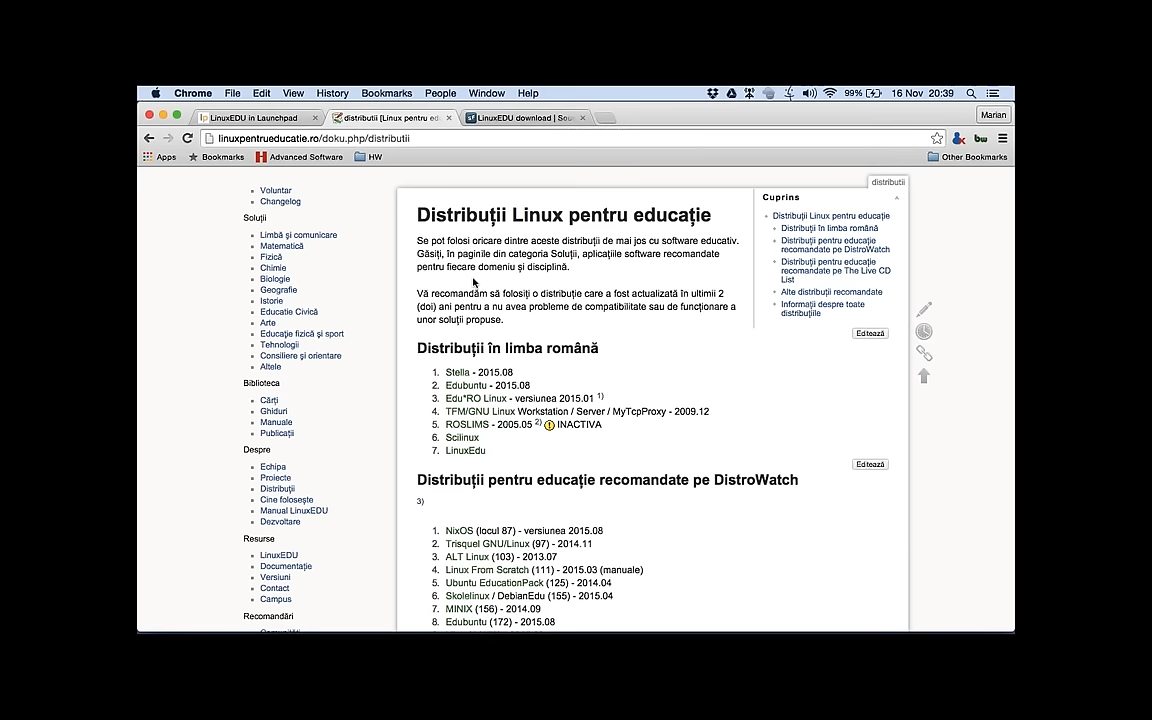 Chrome File Edit View History Bookmarks People Window Help 99% 16 Nov 20:39
LinuxEDU in Launchpad × distributii [Linux pentru ed × LinuxEDU download | Sou × Marian
linuxpentrueducatie.ro/doku.php/distributii
Apps Bookmarks Advanced Software HW Other Bookmarks
Voluntar
Changelog
Soluții
Limbă și comunicare
Matematică
Fizică
Chimie
Biologie
Geografie
Istorie
Educatie Civică
Arte
Educație fizică și sport
Tehnologii
Consiliere și orientare
Altele
Biblioteca
Cărți
Ghiduri
Manuale
Publicații
Despre
Echipa
Proiecte
Distribuții
Cine folosește
Manual LinuxEDU
Dezvoltare
Resurse
LinuxEDU
Documentație
Versiuni
Contact
Campus
Recomandări
distributii
Distribuții Linux pentru educație
Se pot folosi oricare dintre aceste distribuții de mai jos cu software educativ.
Găsiți, în paginile din categoria Soluții, aplicațiile software recomandate
pentru fiecare domeniu și disciplină.
Vă recomandăm să folosiți o distribuție care a fost actualizată în ultimii 2
(doi) ani pentru a nu avea probleme de compatibilitate sau de funcționare a
unor soluții propuse.
Editează
Distribuții în limba română
1. Stella - 2015.08
2. Edubuntu - 2015.08
3. Edu*RO Linux - versiunea 2015.01 1)
4. TFM/GNU Linux Workstation / Server / MyTcpProxy - 2009.12
5. ROSLIMS - 2005.05 2) INACTIVA
6. Scilinux
7. LinuxEdu
Editează
Distribuții pentru educație recomandate pe DistroWatch
3)
1. NixOS (locul 87) - versiunea 2015.08
2. Trisquel GNU/Linux (97) - 2014.11
3. ALT Linux (103) - 2013.07
4. Linux From Scratch (111) - 2015.03 (manuale)
5. Ubuntu EducationPack (125) - 2014.04
6. Skolelinux / DebianEdu (155) - 2015.04
7. MINIX (156) - 2014.09
8. Edubuntu (172) - 2015.08
Cuprins
Distribuții Linux pentru educație
Distribuții în limba română
Distribuții pentru educație
recomandate pe DistroWatch
Distribuții pentru educație
recomandate pe The Live CD
List
Alte distribuții recomandate
Informații despre toate
distribuțiile